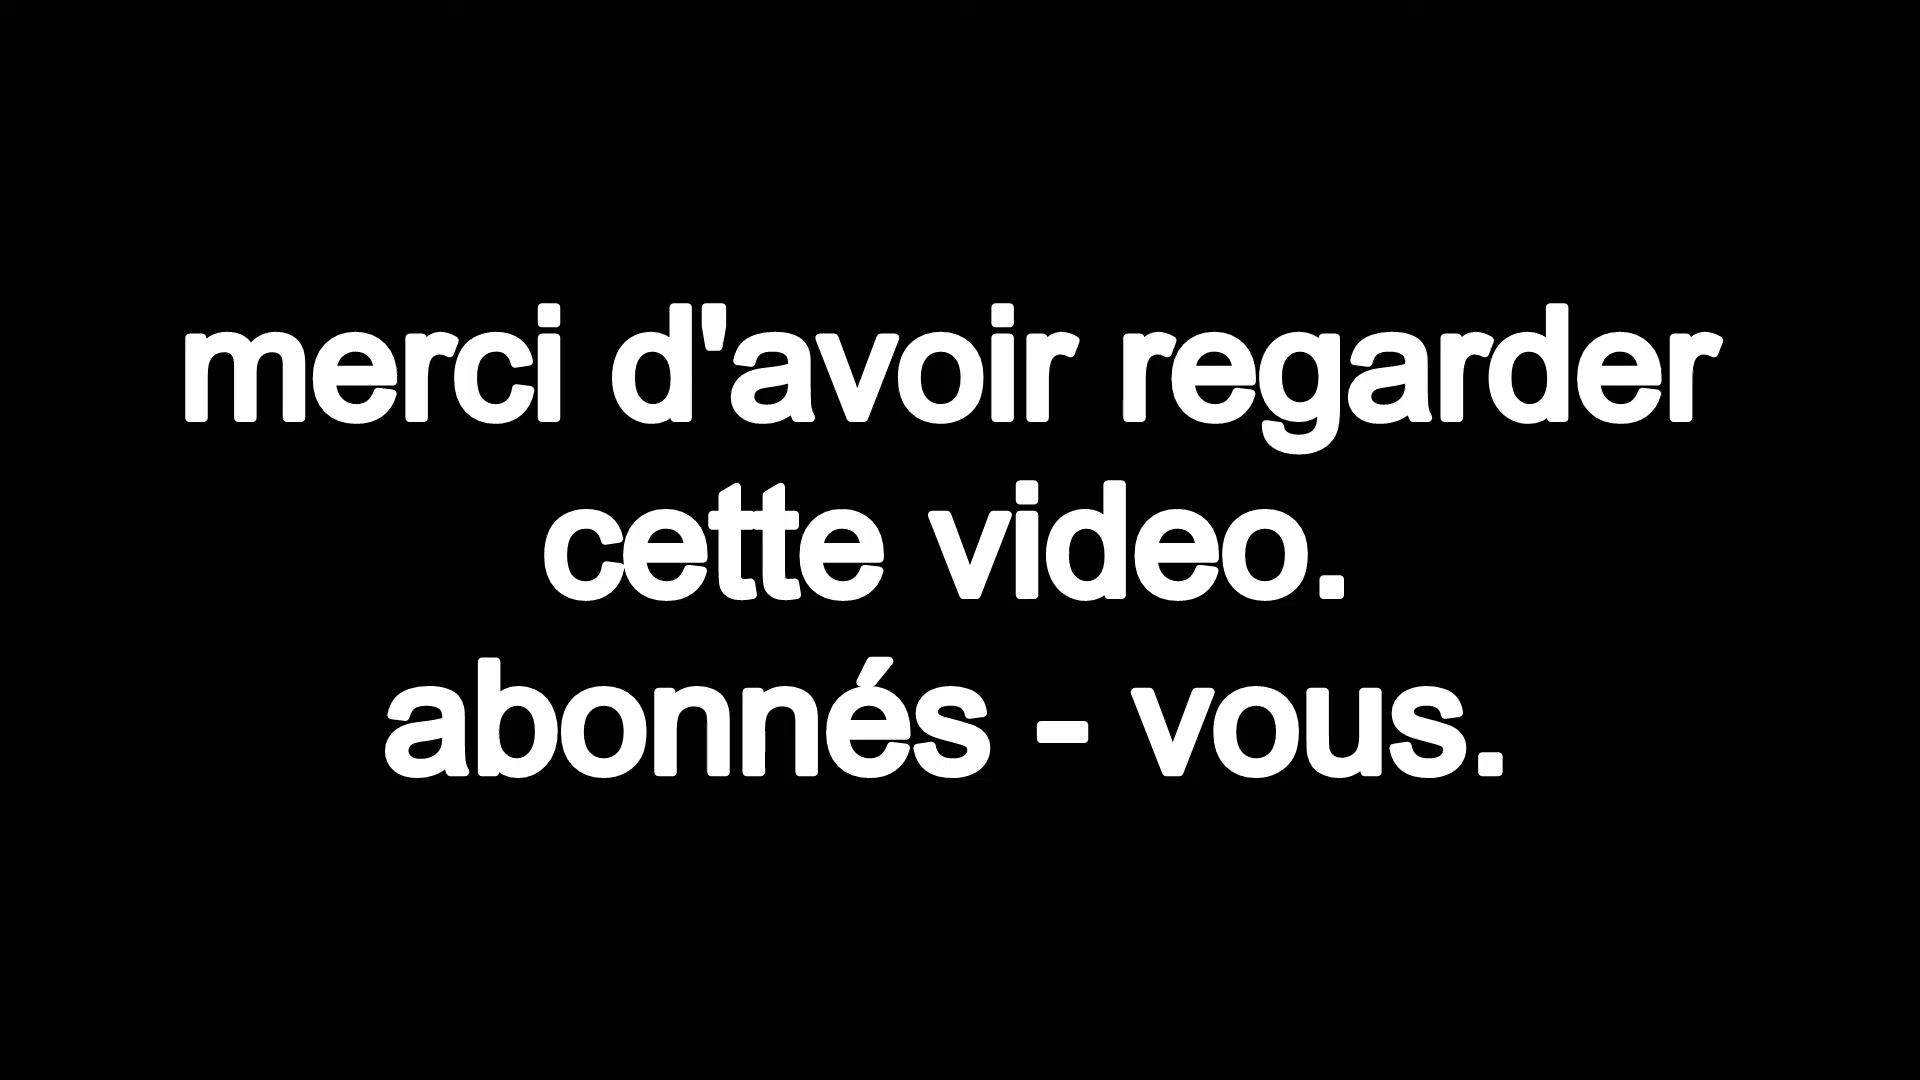 merci d'avoir regarder
cette video.
abonnés - vous.